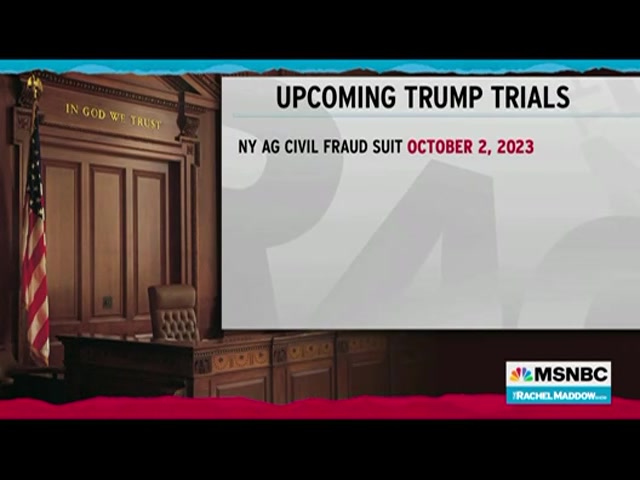 IN GOD WE TRUST
UPCOMING TRUMP TRIALS
NY AG CIVIL FRAUD SUIT OCTOBER 2, 2023
MSNBC
THE RACHEL MADDOW SHOW